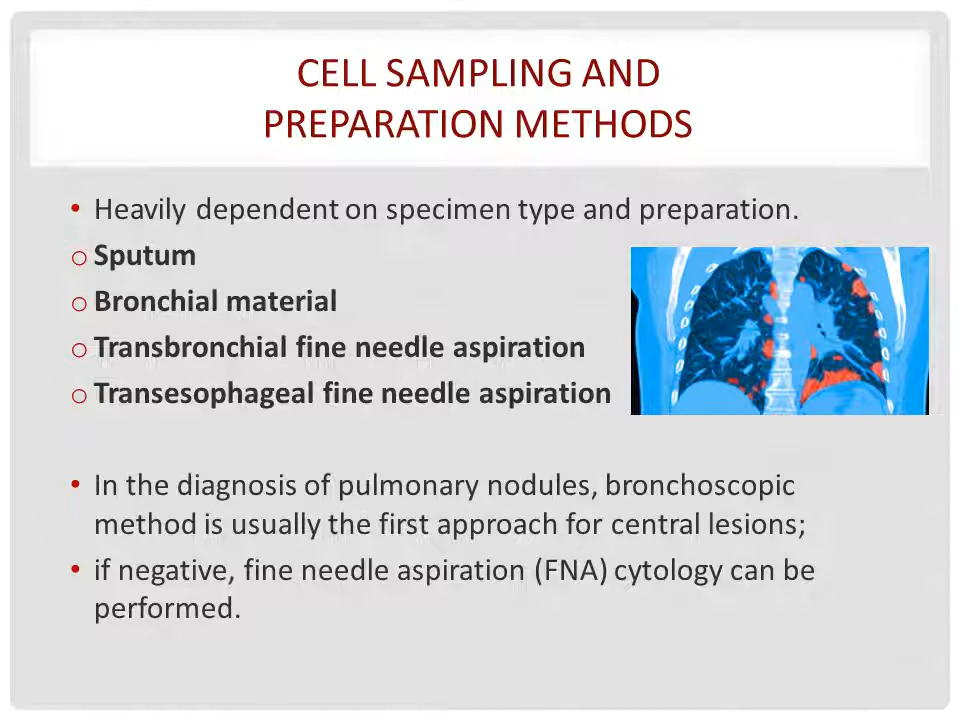 CELL SAMPLING AND
PREPARATION METHODS
• Heavily dependent on specimen type and preparation.
o Sputum
o Bronchial material
o Transbronchial fine needle aspiration
o Transesophageal fine needle aspiration
• In the diagnosis of pulmonary nodules, bronchoscopic
method is usually the first approach for central lesions;
• if negative, fine needle aspiration (FNA) cytology can be
performed.